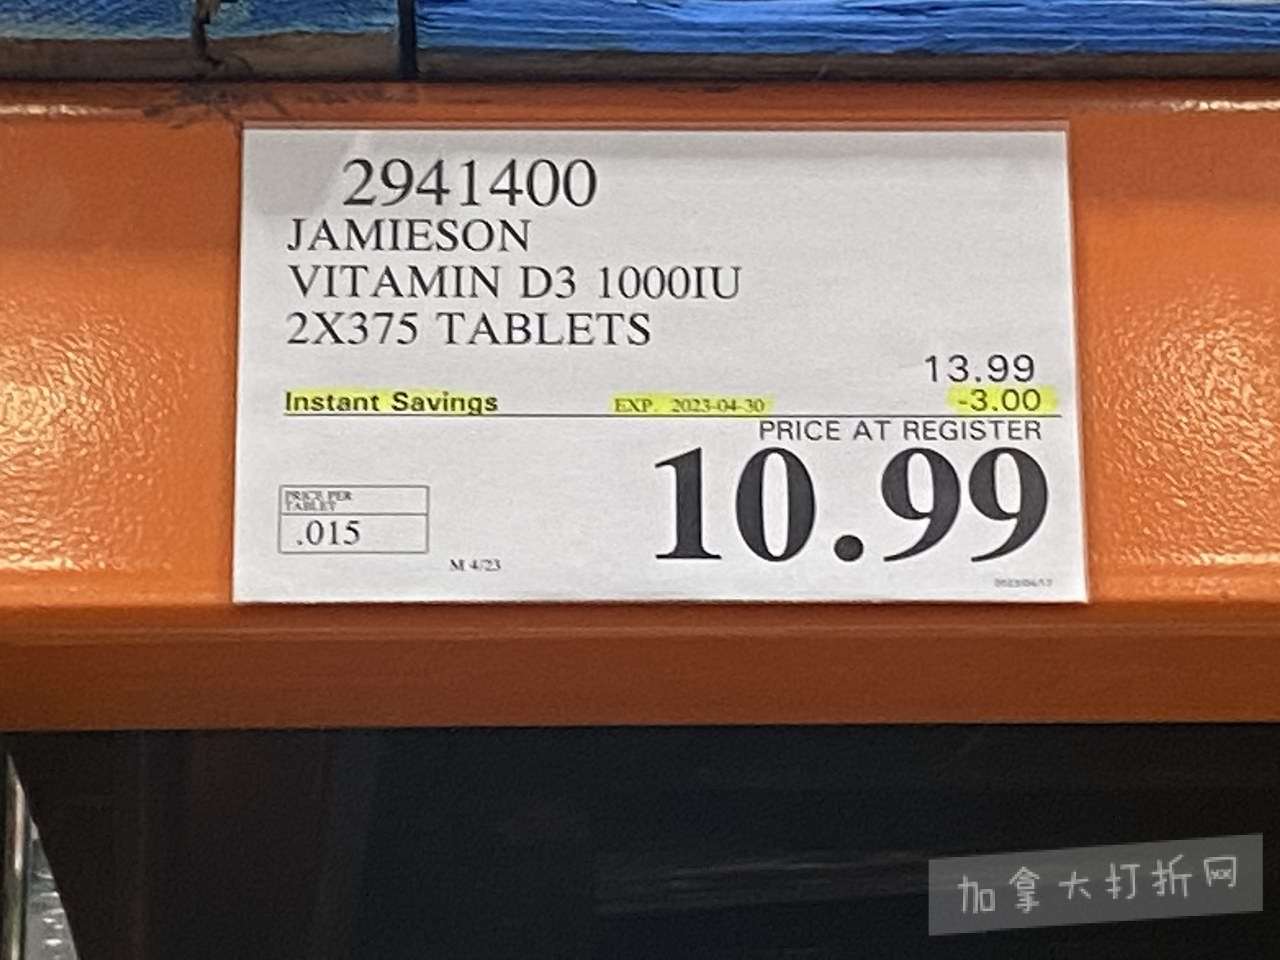 2941400
JAMIESON
VITAMIN D3 1000IU
2X375 TABLETS
13.99
Instant Savings EXP. 2023-04-30 -3.00
PRICE AT REGISTER
10.99
PRICE PER
TABLET
.015
M 4/23
加拿大打折网